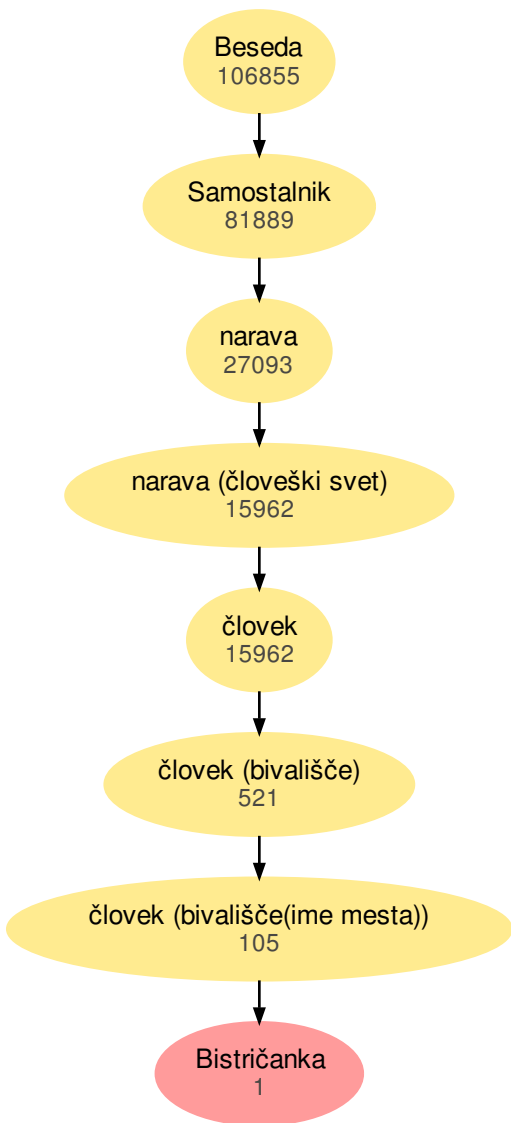 Beseda
106855
Samostalnik
81889
narava
27093
narava (človeški svet)
15962
človek
15962
človek (bivališče)
521
človek (bivališče(ime mesta))
105
Bistričanka
1